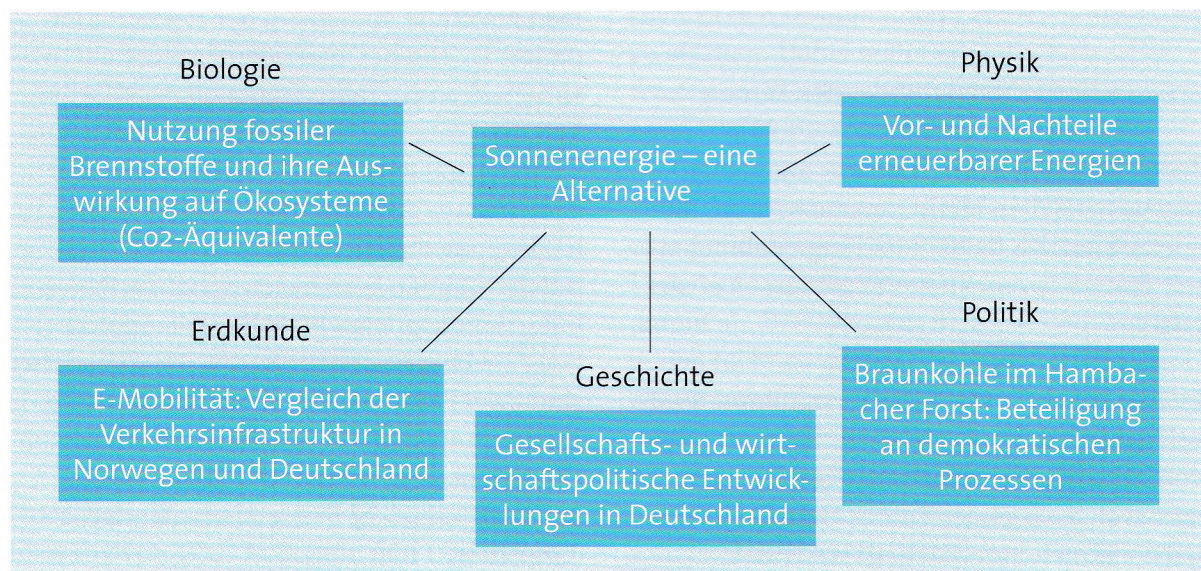 Biologie
Nutzung fossiler
Brennstoffe und ihre Aus-
wirkung auf Ökosysteme
(Co2-Äquivalente)
Sonnenenergie – eine
Alternative
Physik
Vor- und Nachteile
erneuerbarer Energien
Erdkunde
E-Mobilität: Vergleich der
Verkehrsinfrastruktur in
Norwegen und Deutschland
Geschichte
Gesellschafts- und wirt-
schaftspolitische Entwick-
lungen in Deutschland
Politik
Braunkohle im Hamba-
cher Forst: Beteiligung
an demokratischen
Prozessen